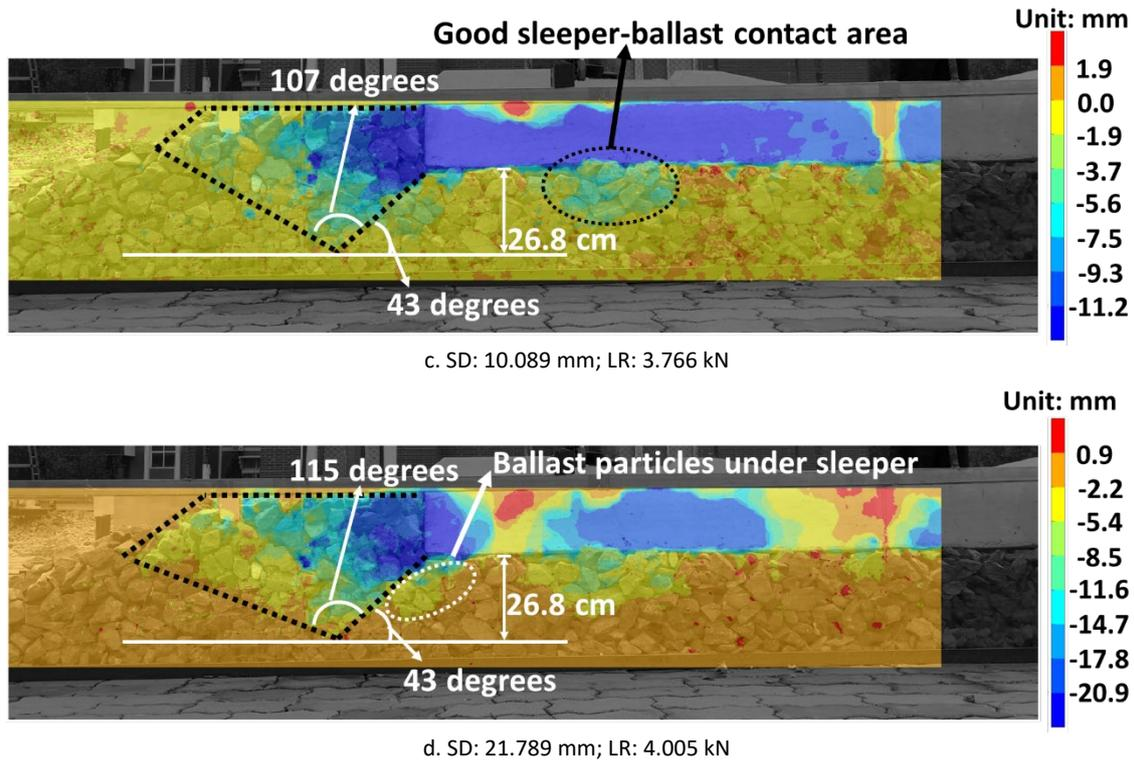 Unit: mm
Good sleeper-ballast contact area
107 degrees
1.9
0.0
-1.9
-3.7
-5.6
-7.5
-9.3
-11.2
26.8 cm
43 degrees
c. SD: 10.089 mm; LR: 3.766 kN
Unit: mm
115 degrees
Ballast particles under sleeper
0.9
-2.2
-5.4
-8.5
-11.6
-14.7
-17.8
-20.9
26.8 cm
43 degrees
d. SD: 21.789 mm; LR: 4.005 kN